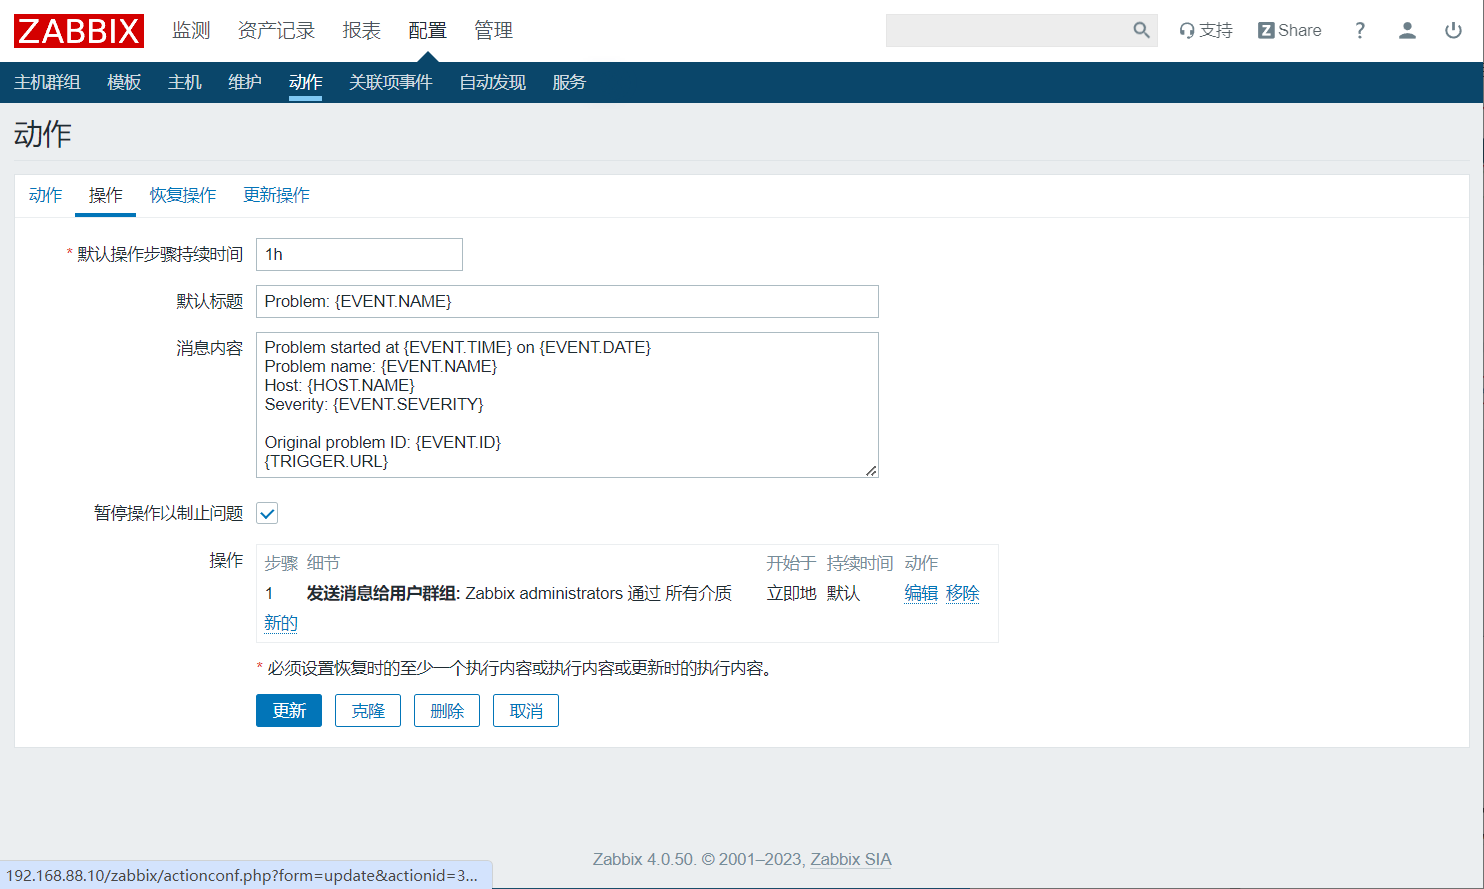 ZABBIX 监测 资产记录 报表 配置 管理 支持 Z Share ?
主机群组 模板 主机 维护 动作 关联项事件 自动发现 服务
动作
动作 操作 恢复操作 更新操作
* 默认操作步骤持续时间 1h
默认标题 Problem: {EVENT.NAME}
消息内容 Problem started at {EVENT.TIME} on {EVENT.DATE}
Problem name: {EVENT.NAME}
Host: {HOST.NAME}
Severity: {EVENT.SEVERITY}
Original problem ID: {EVENT.ID}
{TRIGGER.URL}
暂停操作以制止问题
操作 步骤 细节 开始于 持续时间 动作
1 发送消息给用户群组: Zabbix administrators 通过 所有介质 立即地 默认 编辑 移除
新的
* 必须设置恢复时的至少一个执行内容或执行内容或更新时的执行内容。
更新 克隆 删除 取消
Zabbix 4.0.50. © 2001–2023, Zabbix SIA
192.168.88.10/zabbix/actionconf.php?form=update&actionid=3...